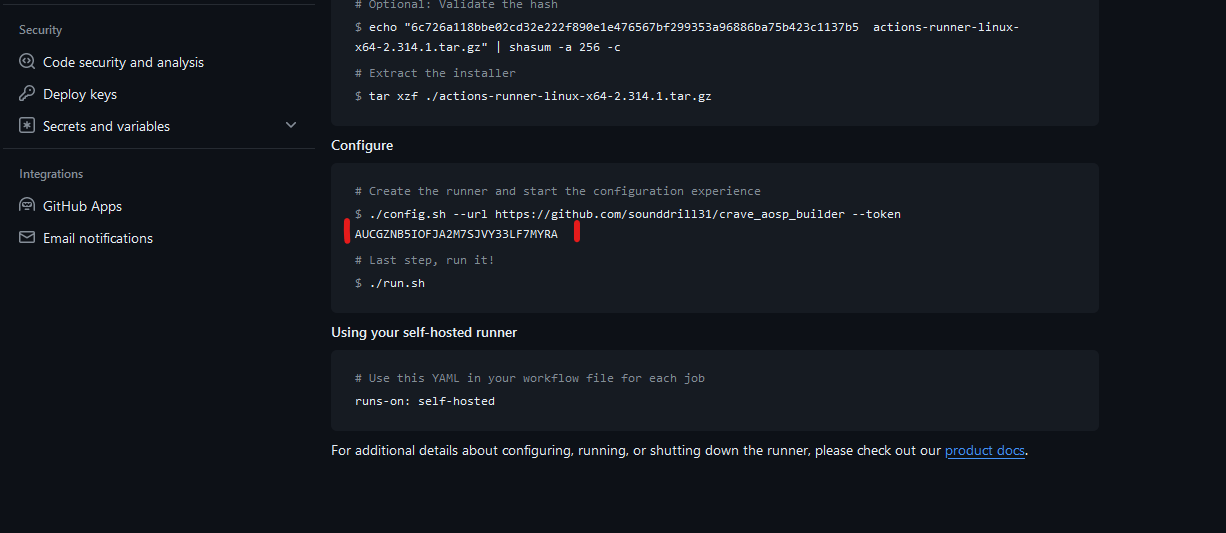 Security
Code security and analysis
Deploy keys
Secrets and variables
Integrations
GitHub Apps
Email notifications
# Optional: Validate the hash
$ echo "6c726a118bbe02cd32e222f890e1e476567bf299353a96886ba75b423c1137b5  actions-runner-linux-
x64-2.314.1.tar.gz" | shasum -a 256 -c
# Extract the installer
$ tar xzf ./actions-runner-linux-x64-2.314.1.tar.gz
Configure
# Create the runner and start the configuration experience
$ ./config.sh --url https://github.com/sounddrill31/crave_aosp_builder --token
AUCGZNB5IOFJA2M7SJVY33LF7MYRA
# Last step, run it!
$ ./run.sh
Using your self-hosted runner
# Use this YAML in your workflow file for each job
runs-on: self-hosted
For additional details about configuring, running, or shutting down the runner, please check out our product docs.